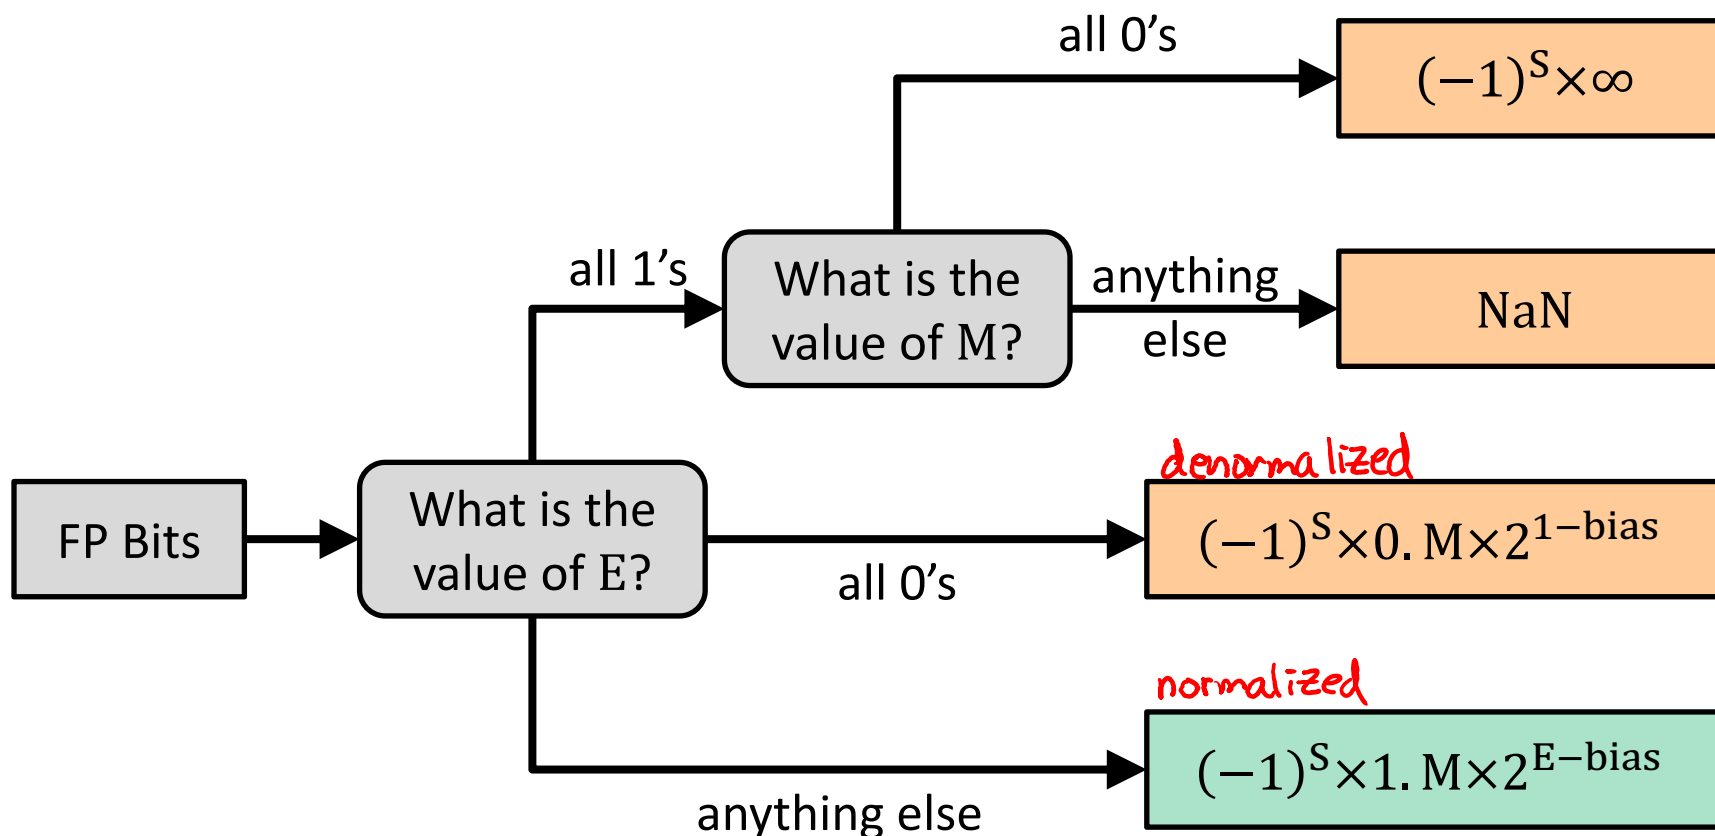 all 0's
(−1)^S×∞
all 1's
What is the
value of M?
anything
else
NaN
denormalized
FP Bits
What is the
value of E?
all 0's
(−1)^S×0. M×2^{1−bias}
normalized
(−1)^S×1. M×2^{E−bias}
anything else